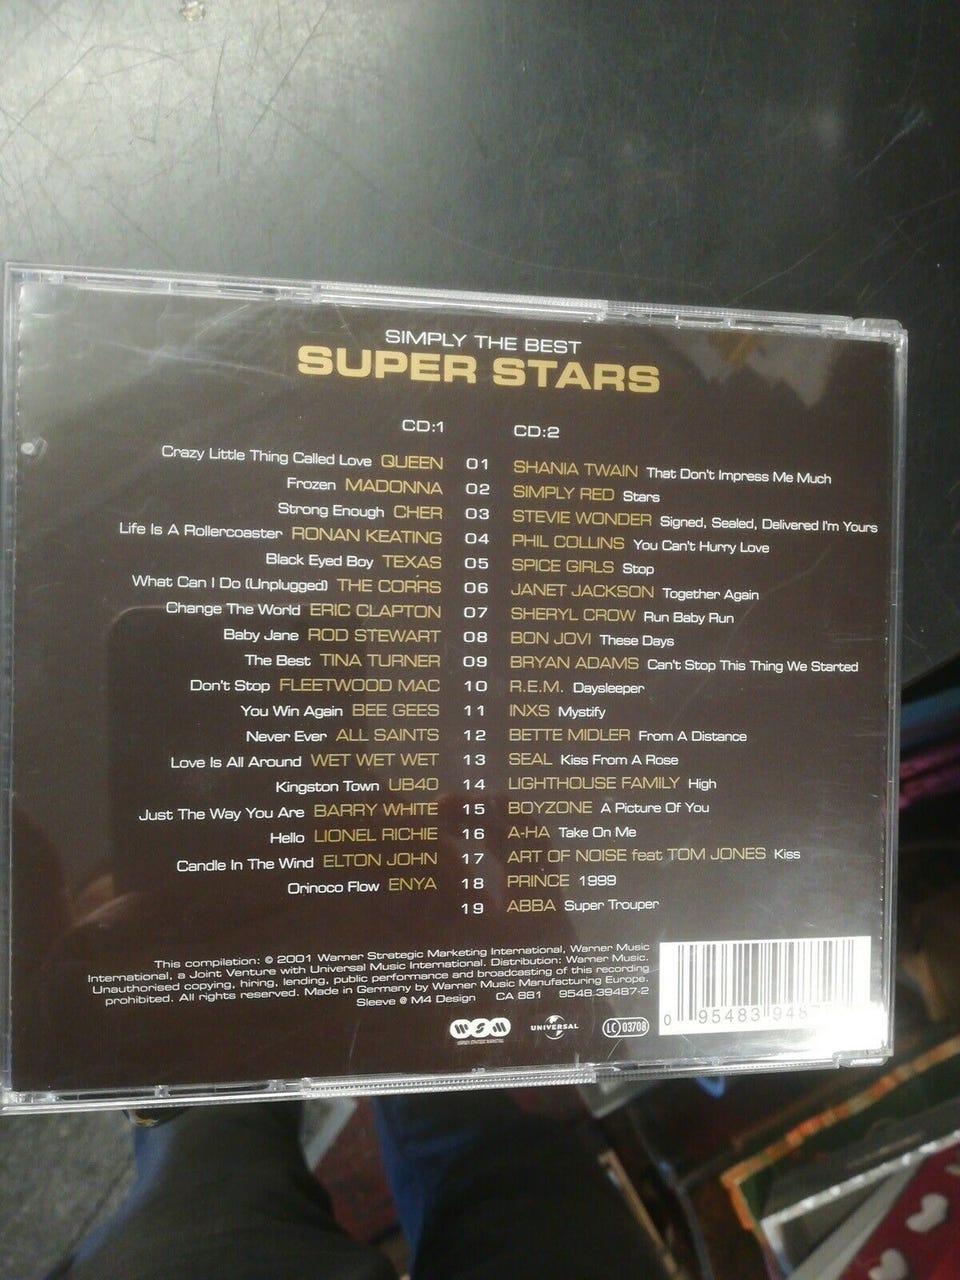 SIMPLY THE BEST
SUPER STARS
CD:1 CD:2
Crazy Little Thing Called Love QUEEN 01 SHANIA TWAIN That Don't Impress Me Much
Frozen MADONNA 02 SIMPLY RED Stars
Strong Enough CHER 03 STEVIE WONDER Signed, Sealed, Delivered I'm Yours
Life Is A Rollercoaster RONAN KEATING 04 PHIL COLLINS You Can't Hurry Love
Black Eyed Boy TEXAS 05 SPICE GIRLS Stop
What Can I Do (Unplugged) THE CORRS 06 JANET JACKSON Together Again
Change The World ERIC CLAPTON 07 SHERYL CROW Run Baby Run
Baby Jane ROD STEWART 08 BON JOVI These Days
The Best TINA TURNER 09 BRYAN ADAMS Can't Stop This Thing We Started
Don't Stop FLEETWOOD MAC 10 R.E.M. Daysleeper
You Win Again BEE GEES 11 INXS Mystify
Never Ever ALL SAINTS 12 BETTE MIDLER From A Distance
Love Is All Around WET WET WET 13 SEAL Kiss From A Rose
Kingston Town UB40 14 LIGHTHOUSE FAMILY High
Just The Way You Are BARRY WHITE 15 BOYZONE A Picture Of You
Hello LIONEL RICHIE 16 A-HA Take On Me
Candle In The Wind ELTON JOHN 17 ART OF NOISE feat TOM JONES Kiss
Orinoco Flow ENYA 18 PRINCE 1999
19 ABBA Super Trouper
This compilation: ℗ 2001 Warner Strategic Marketing International, Warner Music
International, a Joint Venture with Universal Music International. Distribution: Warner Music.
Unauthorised copying, hiring, lending, public performance and broadcasting of this recording
prohibited. All rights reserved. Made in Germany by Warner Music Manufacturing Europe.
Sleeve @ M4 Design CA 881 9548 39487-2
WSM UNIVERSAL LC 03708
0 95483 948